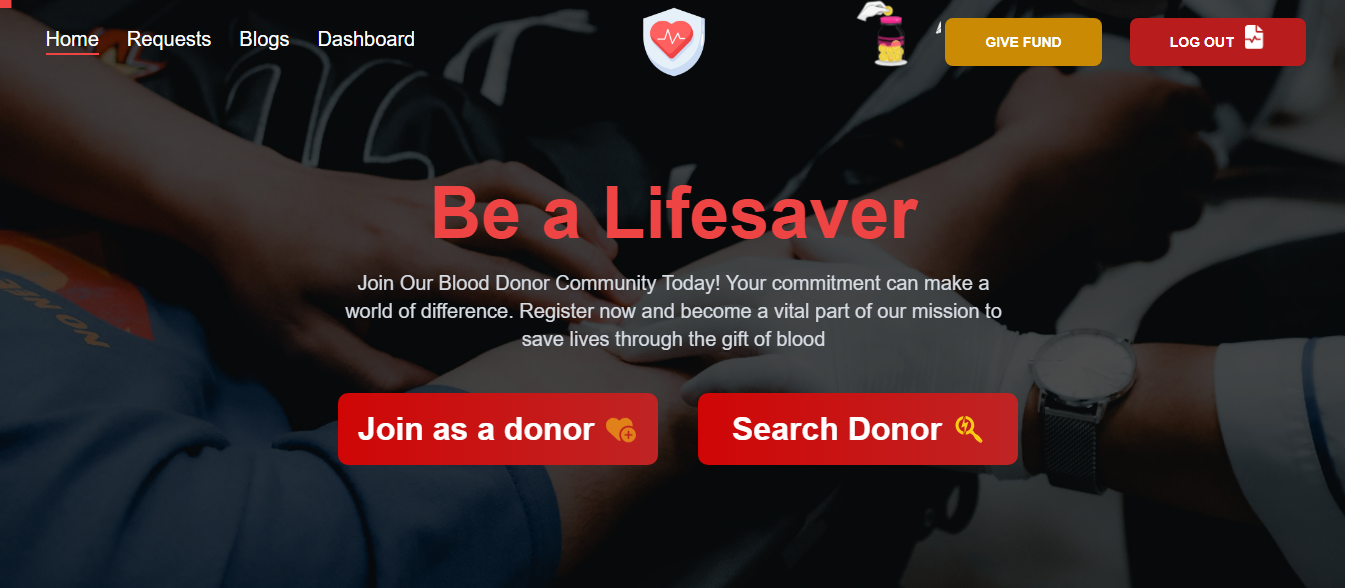 Home Requests Blogs Dashboard GIVE FUND LOG OUT
Be a Lifesaver
Join Our Blood Donor Community Today! Your commitment can make a
world of difference. Register now and become a vital part of our mission to
save lives through the gift of blood
Join as a donor Search Donor